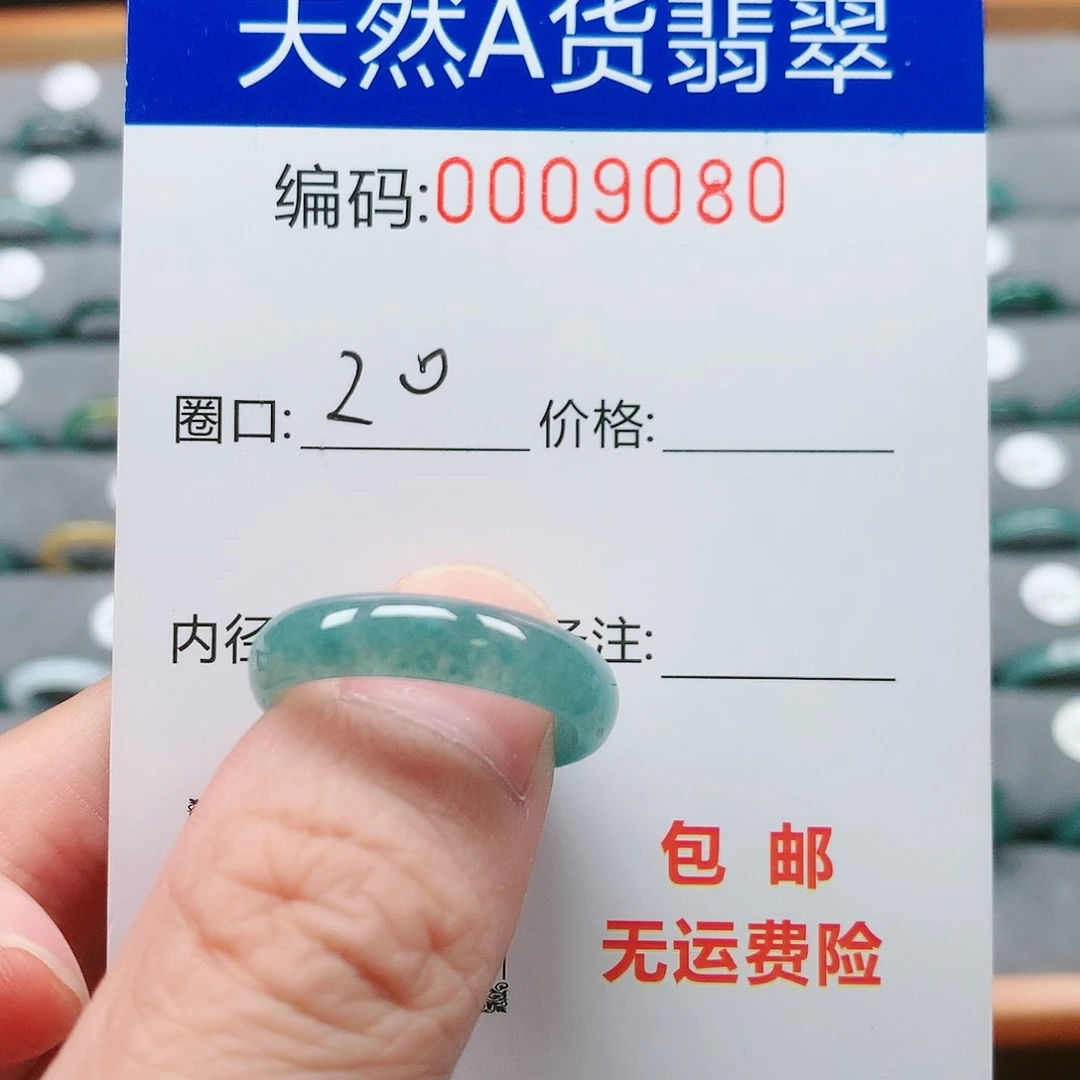 天然A货翡翠
编码:0009080
圈口: 20 价格:
内径 备注:
包 邮
无运费险